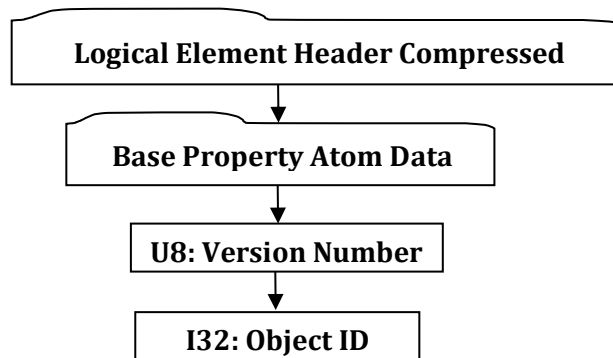 Logical Element Header Compressed
Base Property Atom Data
U8: Version Number
I32: Object ID